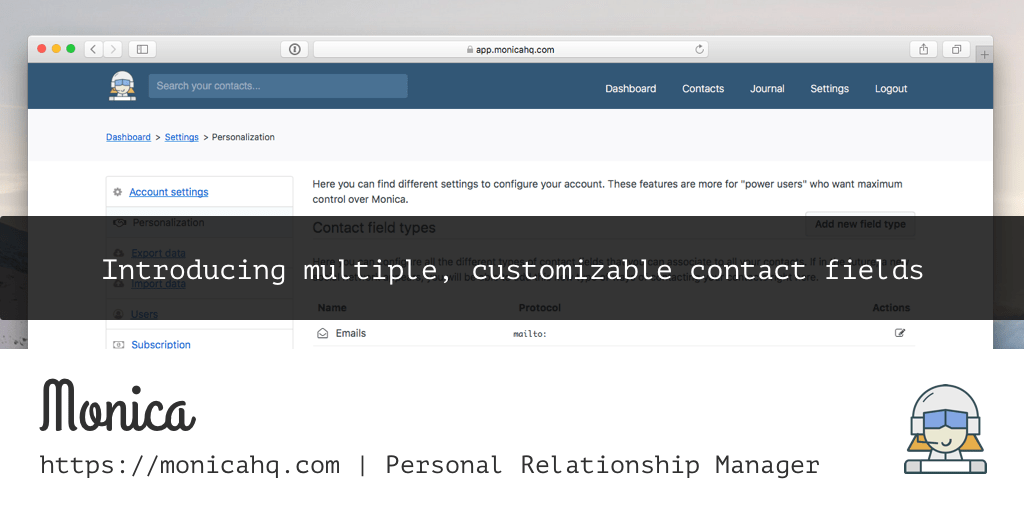 app.monicahq.com
Search your contacts...
Dashboard Contacts Journal Settings Logout
Dashboard > Settings > Personalization
Account settings
Personalization
Export data
Import data
Users
Subscription
Here you can find different settings to configure your account. These features are more for "power users" who want maximum
control over Monica.
Contact field types
Add new field type
Introducing multiple, customizable contact fields
Name Protocol Actions
Emails mailto:
Monica
https://monicahq.com | Personal Relationship Manager